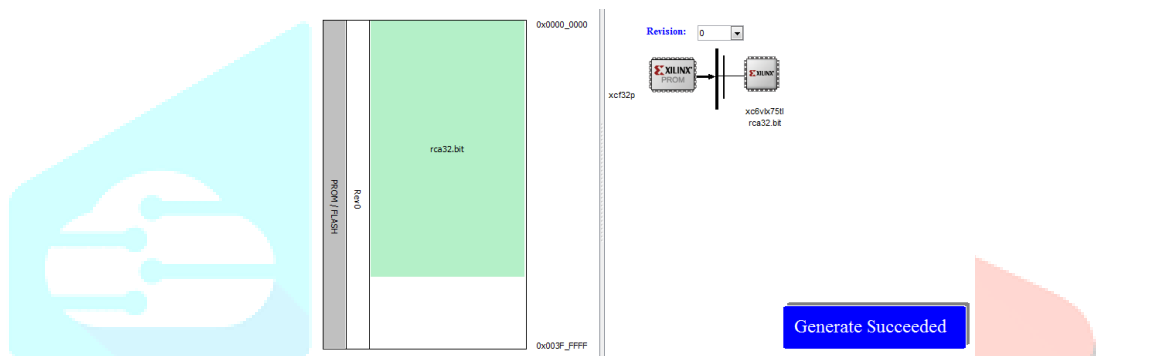 0x0000_0000
rca32.bit
PROM / FLASH
Rev0
0x003F_FFFF
Revision:
0
XILINX
PROM
XILINX
xcf32p
xc6vlx75tl
rca32.bit
Generate Succeeded